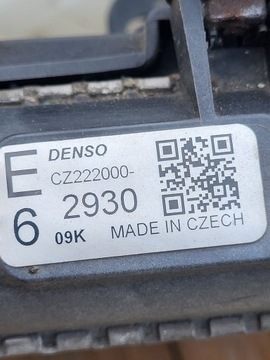 DENSO
E CZ222000-
2930
6 09K MADE IN CZECH